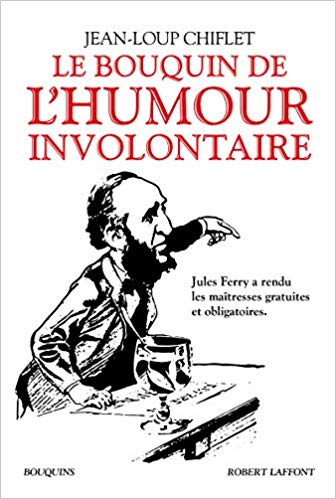 JEAN-LOUP CHIFLET
LE BOUQUIN DE
L'HUMOUR
INVOLONTAIRE
Jules Ferry a rendu
les maîtresses gratuites
et obligatoires.
BOUQUINS
ROBERT LAFFONT